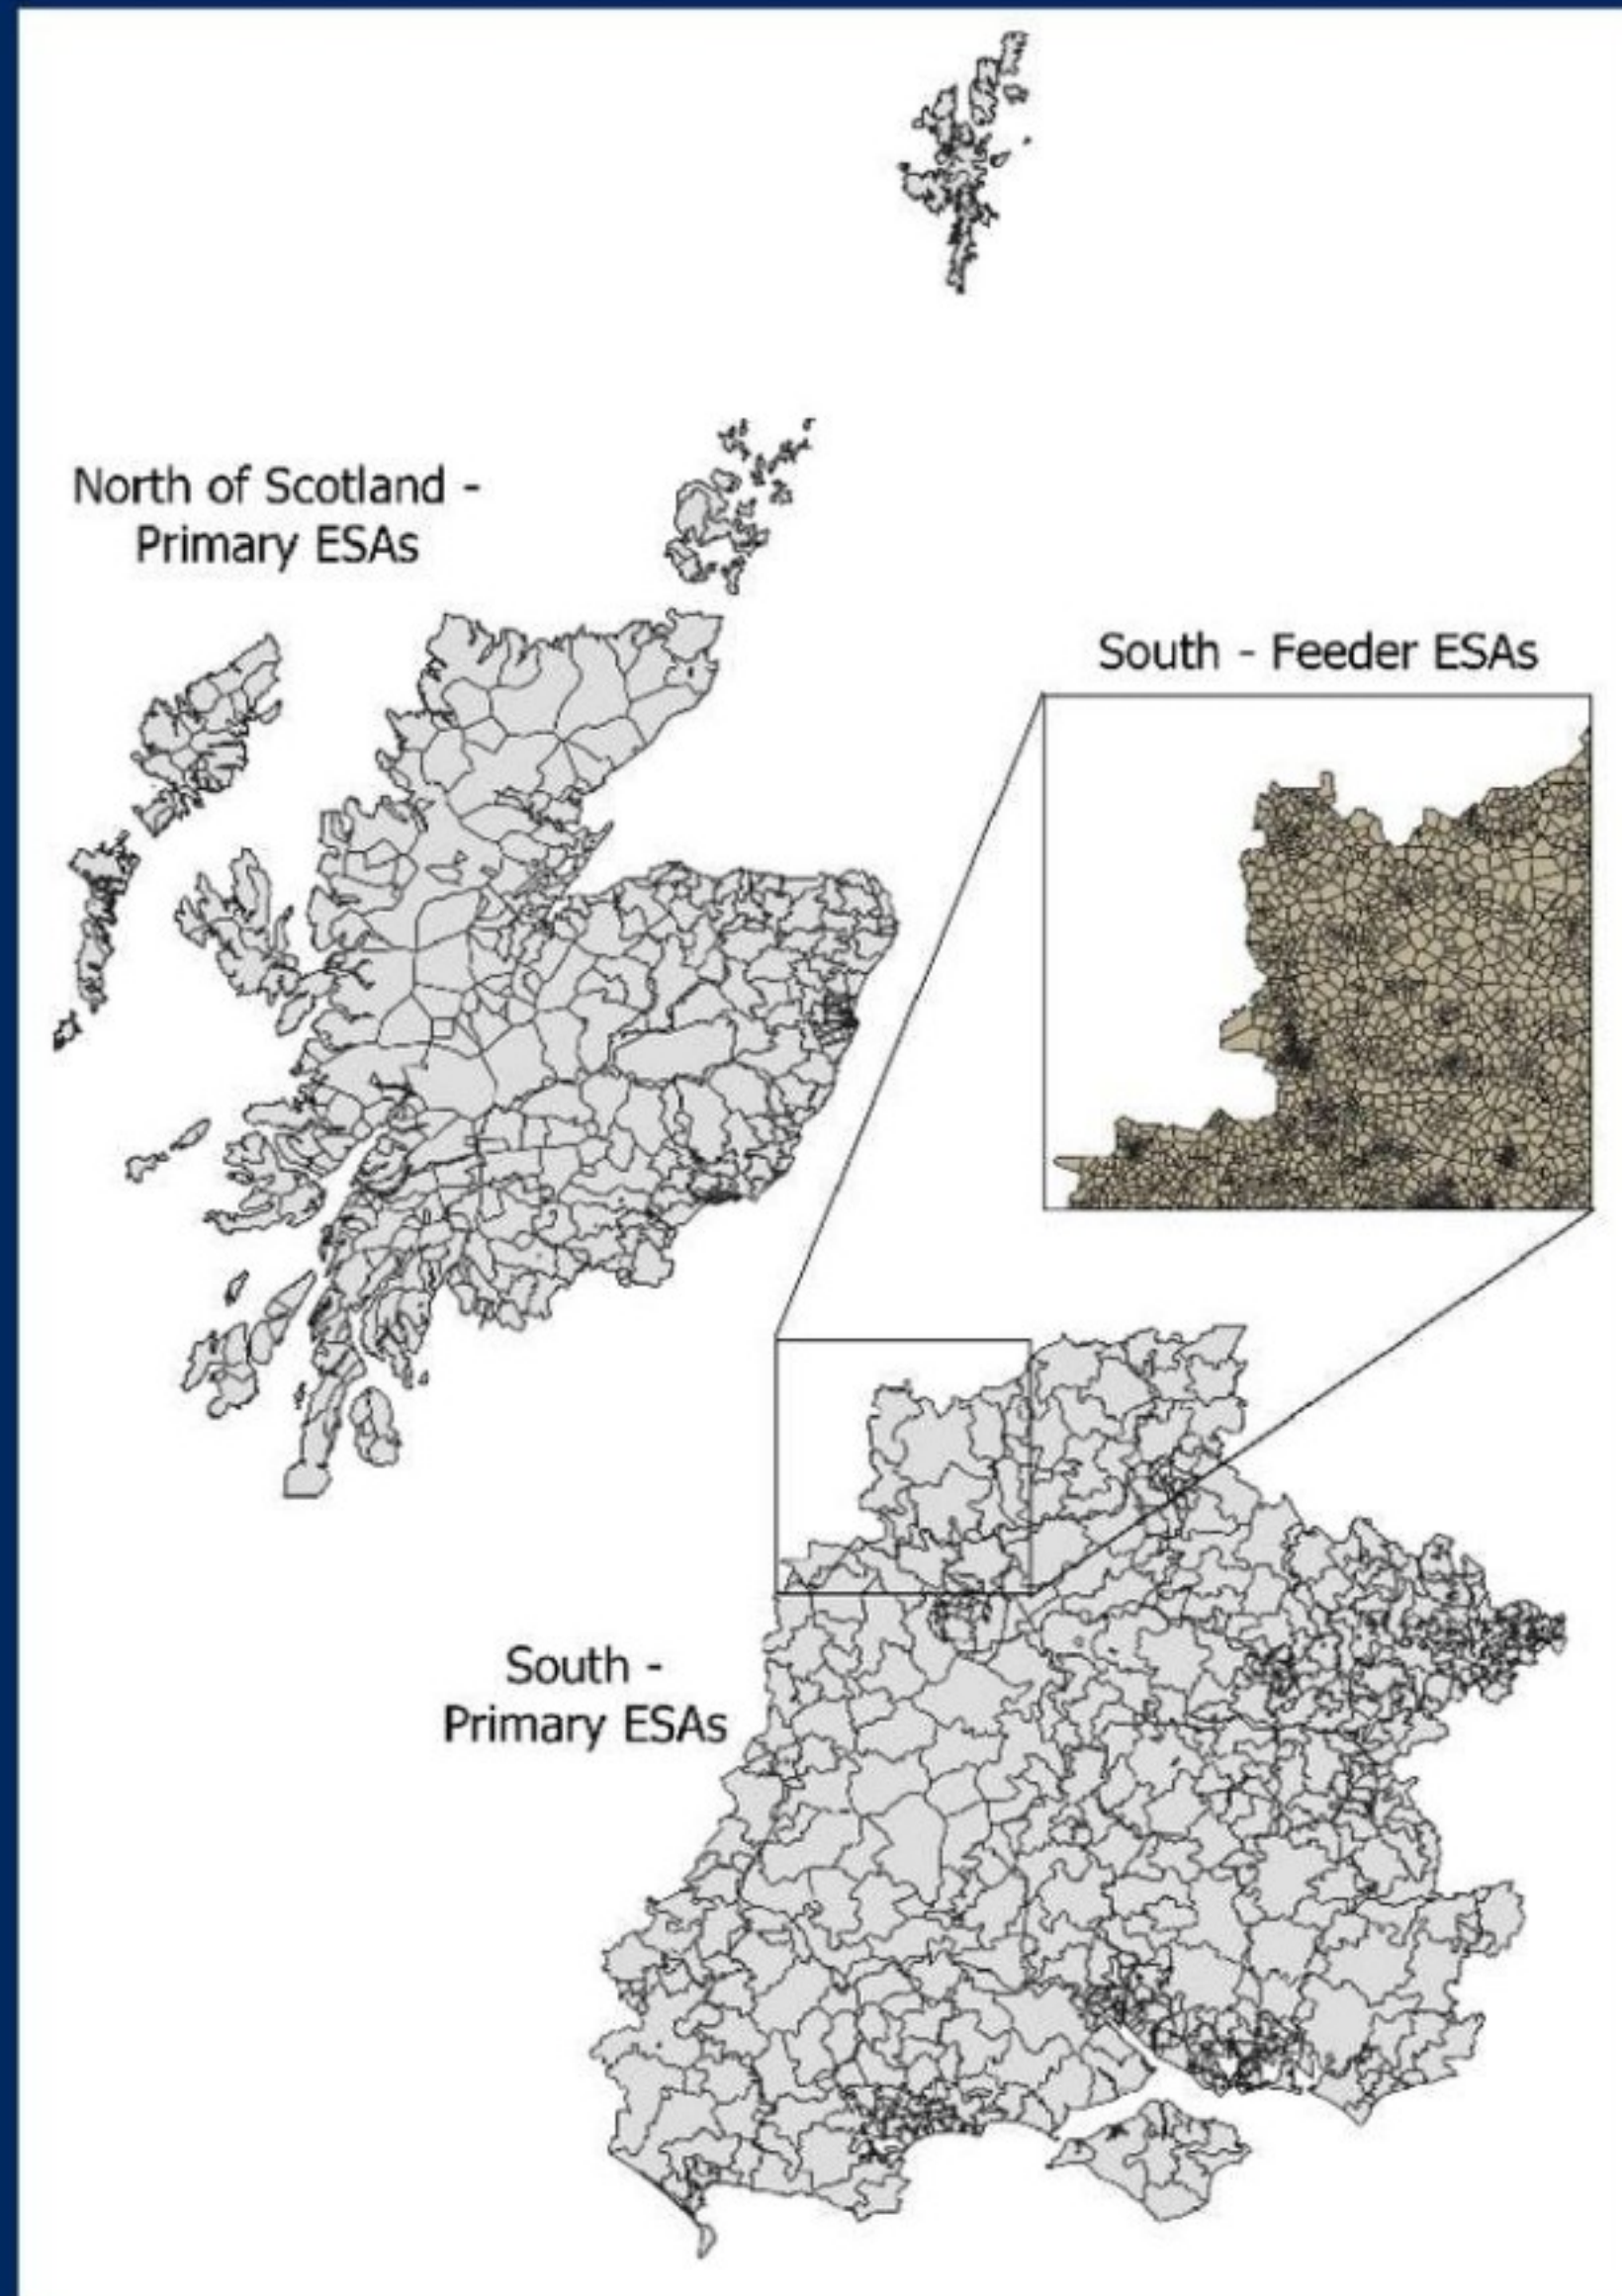 North of Scotland -
Primary ESAs
South - Feeder ESAs
South -
Primary ESAs